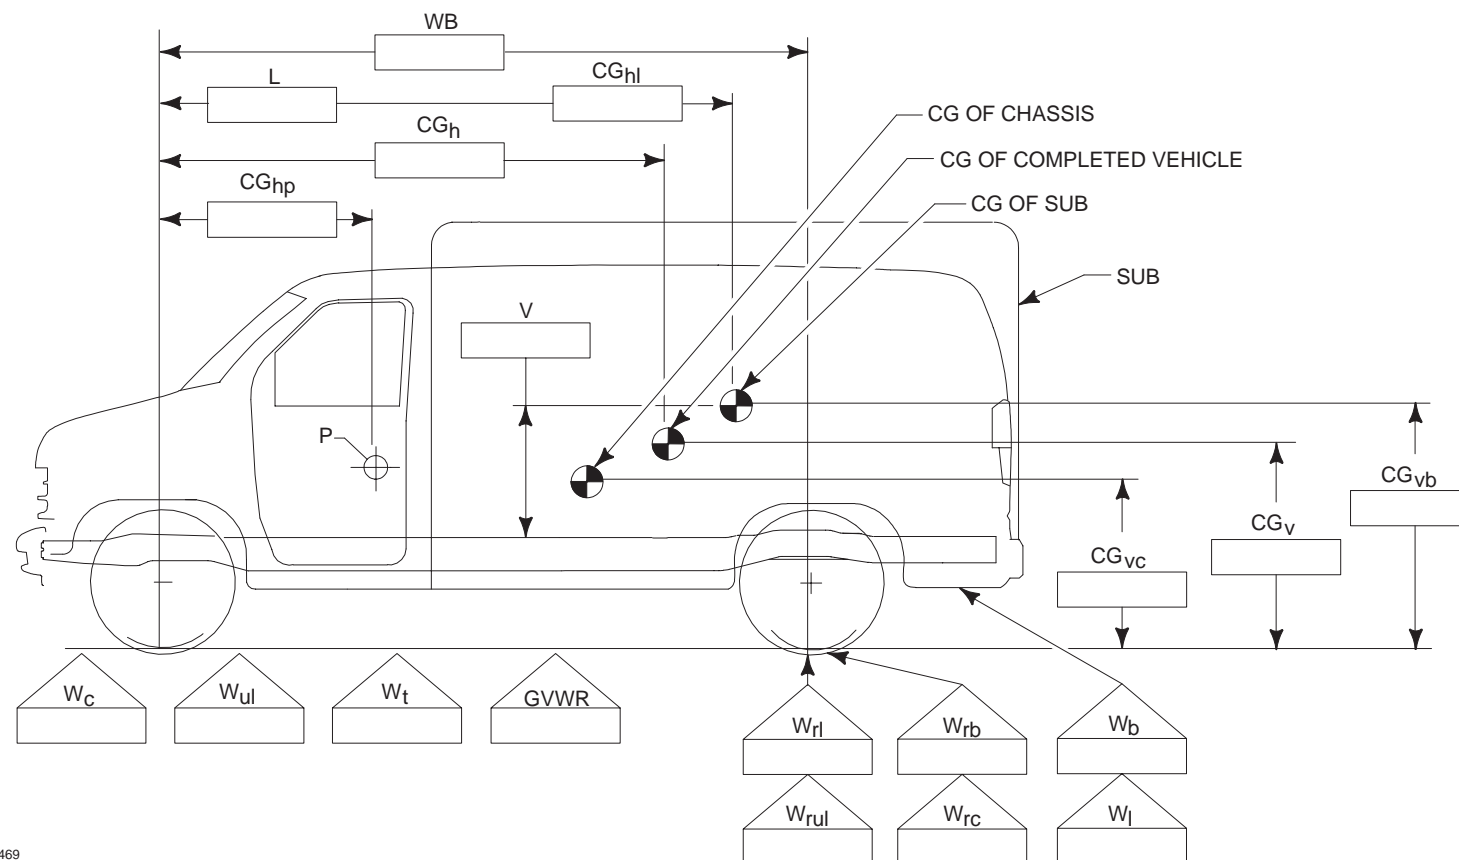 WB
L
CGhl
CG OF CHASSIS
CGh
CG OF COMPLETED VEHICLE
CGhp
CG OF SUB
SUB
V
P
CGvb
CGv
CGvc
Wc
Wul
Wt
GVWR
Wrl
Wrb
Wb
Wrul
Wrc
Wl
469